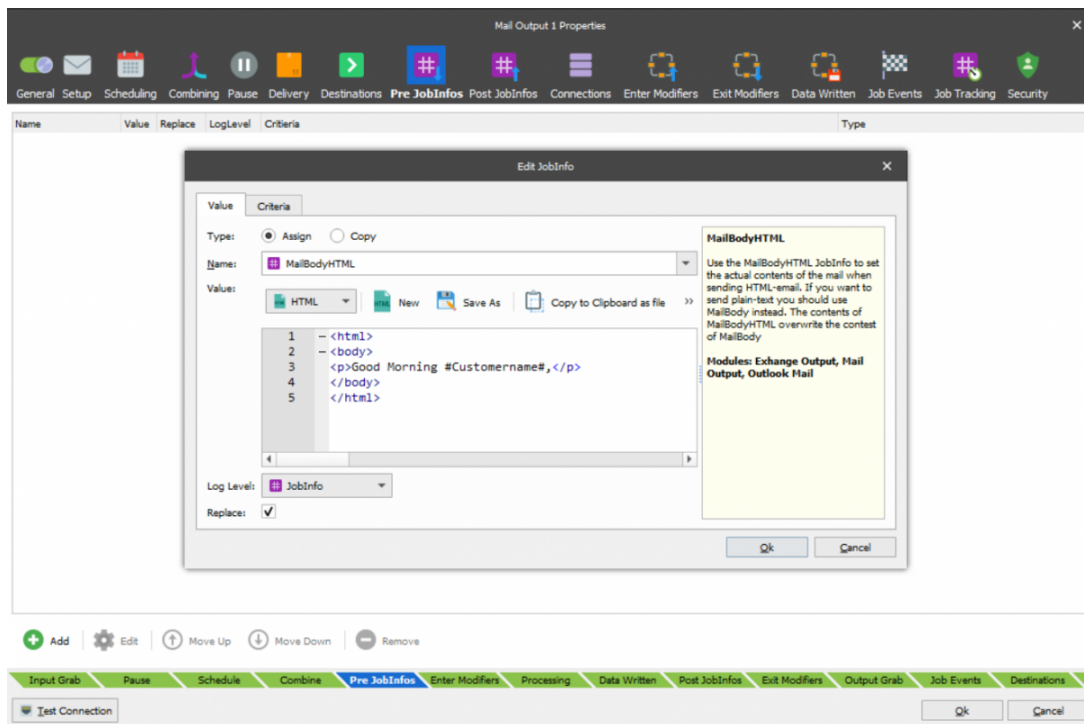 Mail Output 1 Properties
General Setup Scheduling Combining Pause Delivery Destinations Pre JobInfos Post JobInfos Connections Enter Modifiers Exit Modifiers Data Written Job Events Job Tracking Security
Name Value Replace LogLevel Critieria Type
Edit JobInfo
Value Criteria
Type: Assign Copy
Name: # MailBodyHTML
Value:
HTML New Save As Copy to Clipboard as file »
1 <html>
2 <body>
3 <p>Good Morning #Customername#,</p>
4 </body>
5 </html>
Log Level: # JobInfo
Replace:
MailBodyHTML
Use the MailBodyHTML JobInfo to set
the actual contents of the mail when
sending HTML-email. If you want to
send plain-text you should use
MailBody instead. The contents of
MailBodyHTML overwrite the contest
of MailBody
Modules: Exhange Output, Mail
Output, Outlook Mail
Ok Cancel
Add Edit Move Up Move Down Remove
Input Grab Pause Schedule Combine Pre JobInfos Enter Modifiers Processing Data Written Post JobInfos Exit Modifiers Output Grab Job Events Destinations
Test Connection Ok Cancel